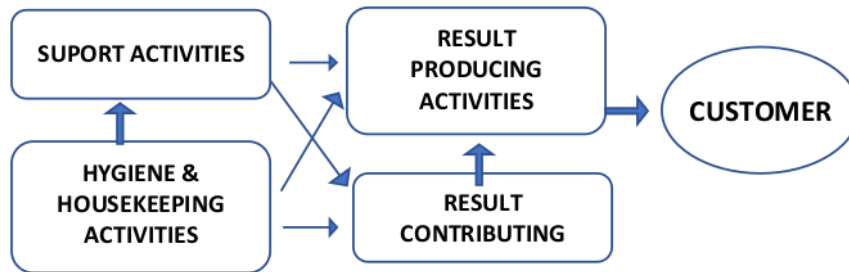 SUPORT ACTIVITIES
RESULT
PRODUCING
ACTIVITIES
CUSTOMER
HYGIENE &
HOUSEKEEPING
ACTIVITIES
RESULT
CONTRIBUTING